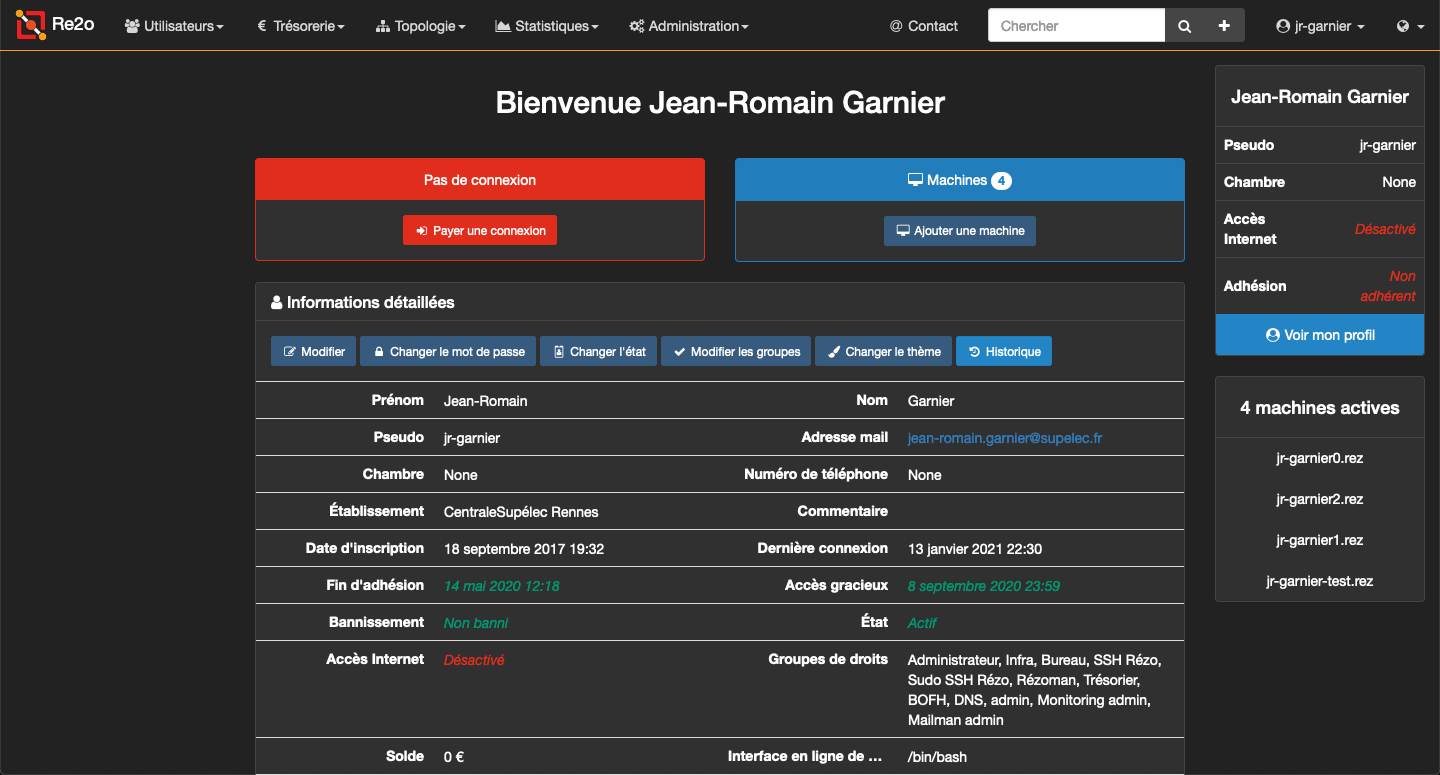 Re2o
Utilisateurs
€ Trésorerie
Topologie
Statistiques
Administration
@ Contact
Chercher
jr-garnier
Bienvenue Jean-Romain Garnier
Pas de connexion
Payer une connexion
Machines 4
Ajouter une machine
Informations détaillées
Modifier
Changer le mot de passe
Changer l'état
Modifier les groupes
Changer le thème
Historique
Prénom Jean-Romain Nom Garnier
Pseudo jr-garnier Adresse mail jean-romain.garnier@supelec.fr
Chambre None Numéro de téléphone None
Établissement CentraleSupélec Rennes Commentaire
Date d'inscription 18 septembre 2017 19:32 Dernière connexion 13 janvier 2021 22:30
Fin d'adhésion 14 mai 2020 12:18 Accès gracieux 8 septembre 2020 23:59
Bannissement Non banni État Actif
Accès Internet Désactivé Groupes de droits Administrateur, Infra, Bureau, SSH Rézo,
Sudo SSH Rézo, Rézoman, Trésorier,
BOFH, DNS, admin, Monitoring admin,
Mailman admin
Solde 0 € Interface en ligne de ... /bin/bash
Jean-Romain Garnier
Pseudo jr-garnier
Chambre None
Accès
Internet Désactivé
Adhésion Non
adhérent
Voir mon profil
4 machines actives
jr-garnier0.rez
jr-garnier2.rez
jr-garnier1.rez
jr-garnier-test.rez